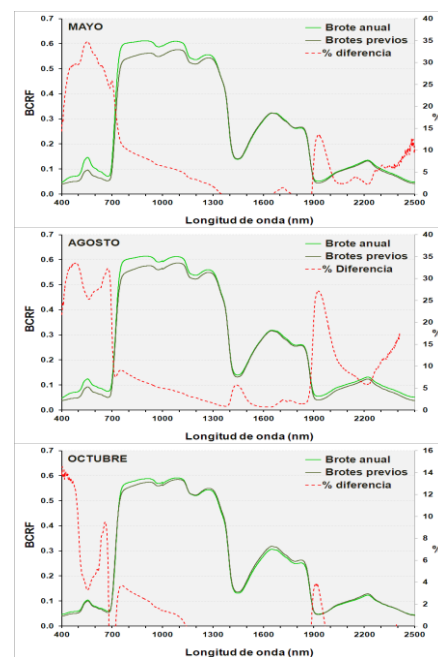 MAYO
Brote anual
Brotes previos
% diferencia
BCRF
%
0.7
0.6
0.5
0.4
0.3
0.2
0.1
0
40
35
30
25
20
15
10
5
0
400 700 1000 1300 1600 1900 2200 2500
Longitud de onda (nm)
AGOSTO
Brote anual
Brotes previos
% Diferencia
BCRF
%
0.7
0.6
0.5
0.4
0.3
0.2
0.1
0
40
35
30
25
20
15
10
5
0
400 700 1000 1300 1600 1900 2200 2500
Longitud de onda (nm)
OCTUBRE
Brote anual
Brotes previos
% diferencia
BCRF
%
0.7
0.6
0.5
0.4
0.3
0.2
0.1
0
16
14
12
10
8
6
4
2
0
400 700 1000 1300 1600 1900 2200 2500
Longitud de onda (nm)